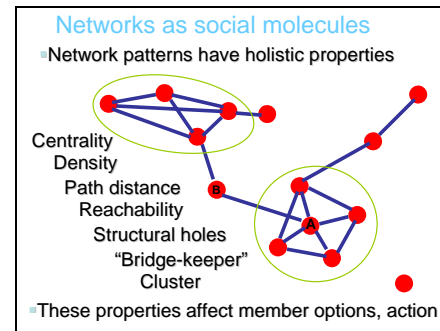 Networks as social molecules
Network patterns have holistic properties
Centrality
Density
Path distance
B
Reachability
Structural holes
A
“Bridge-keeper”
Cluster
These properties affect member options, action